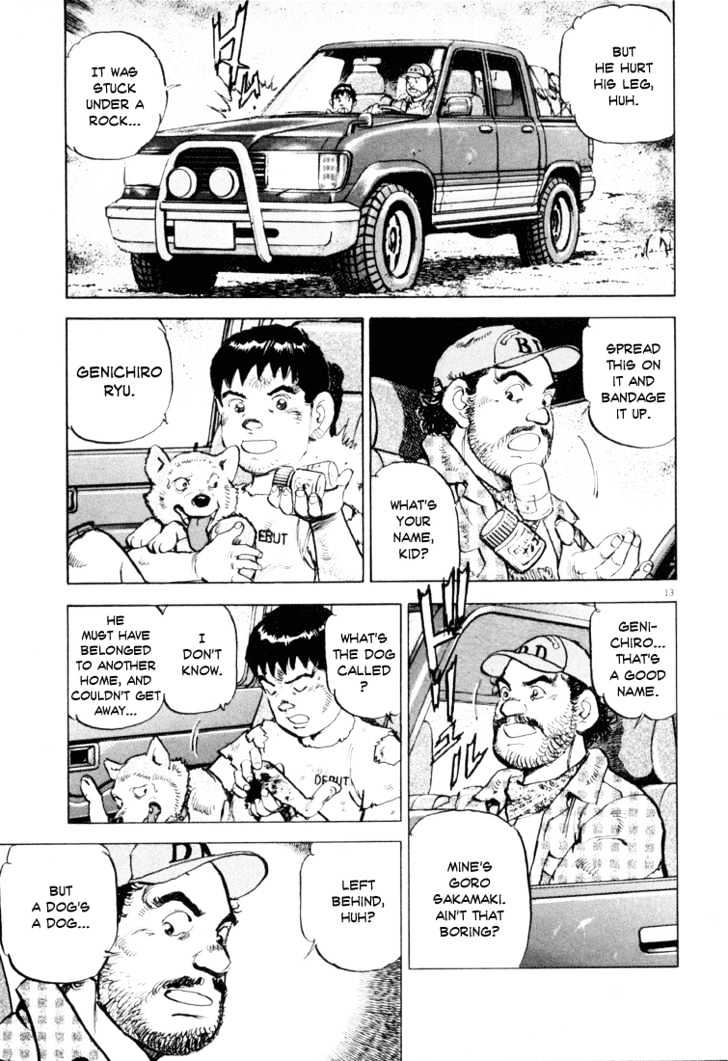 BUT
HE HURT
HIS LEG,
HUH.
IT WAS
STUCK
UNDER A
ROCK...
SPREAD
THIS ON
IT AND
BANDAGE
IT UP.
B.D
WHAT'S
YOUR
NAME,
KID?
GENICHIRO
RYU.
EBUT
13
GENI-
CHIRO...
THAT'S
A GOOD
NAME.
B.D.
MINE'S
GORO
SAKAMAKI.
AIN'T THAT
BORING?
WHAT'S
THE DOG
CALLED
?
I
DON'T
KNOW.
HE
MUST HAVE
BELONGED
TO ANOTHER
HOME, AND
COULDN'T GET
AWAY...
DEBUT
LEFT
BEHIND,
HUH?
BUT
A DOG'S
A DOG...